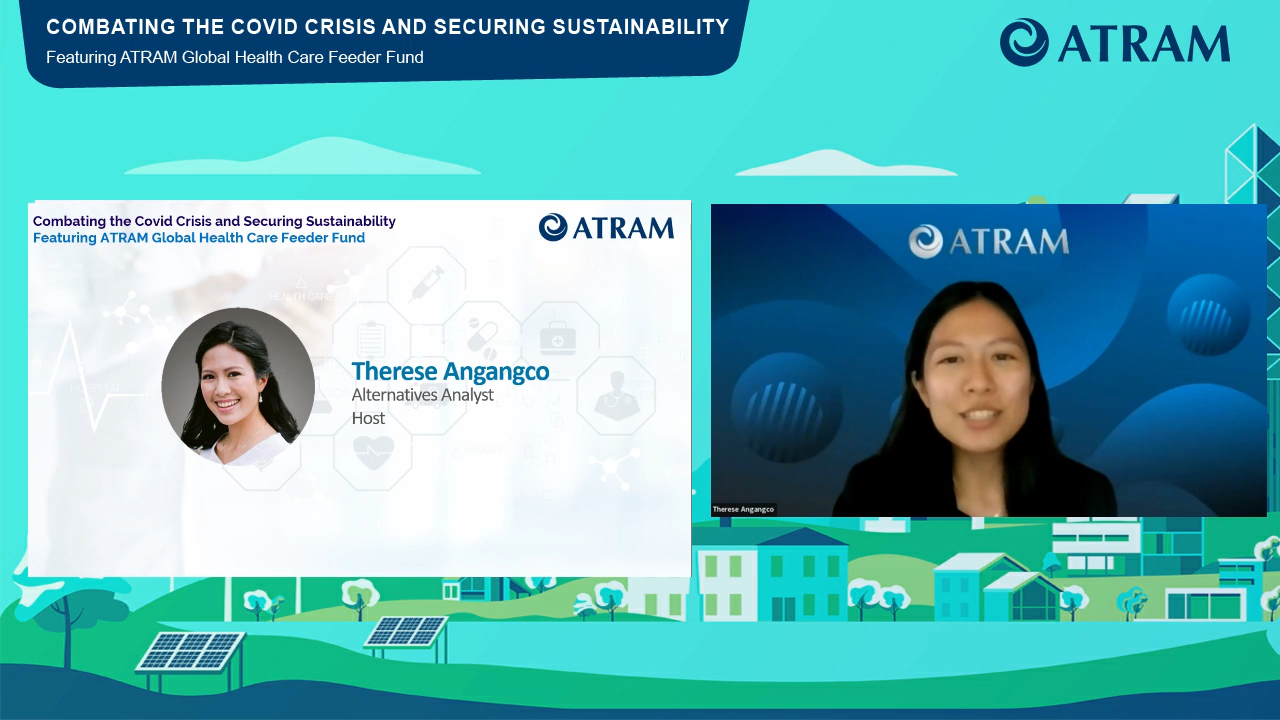 COMBATING THE COVID CRISIS AND SECURING SUSTAINABILITY
Featuring ATRAM Global Health Care Feeder Fund
ATRAM
Combating the Covid Crisis and Securing Sustainability
Featuring ATRAM Global Health Care Feeder Fund
ATRAM
HEALTH CARE
Therese Angangco
Alternatives Analyst
Host
ATRAM
Therese Angangco